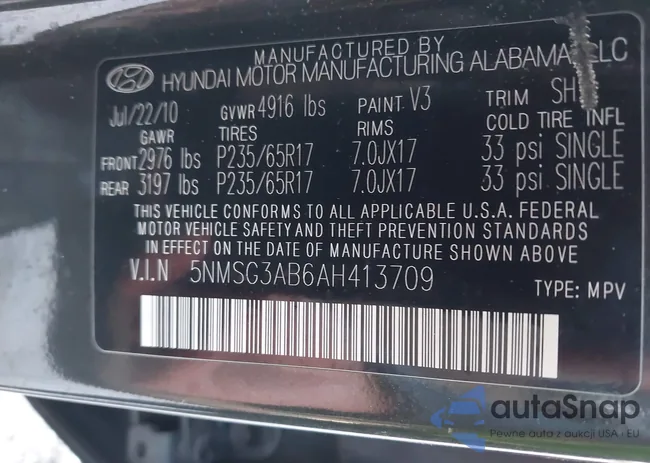 MANUFACTURED BY
HYUNDAI MOTOR MANUFACTURING ALABAMA, LLC
Jul/22/10 GVWR 4916 lbs PAINT V3 TRIM
GAWR TIRES RIMS COLD TIRE INFL
FRONT 2976 lbs P235/65R17 7.0JX17 33 psi SINGLE
REAR 3197 lbs P235/65R17 7.0JX17 33 psi SINGLE
THIS VEHICLE CONFORMS TO ALL APPLICABLE U.S.A. FEDERAL
MOTOR VEHICLE SAFETY AND THEFT PREVENTION STANDARDS
IN EFFECT ON THE DATE OF MANUFACTURE SHOWN ABOVE
V.I.N 5NMSG3AB6AH413709
TYPE: MPV
autaSnap
Pewne auta z aukcji USA i EU